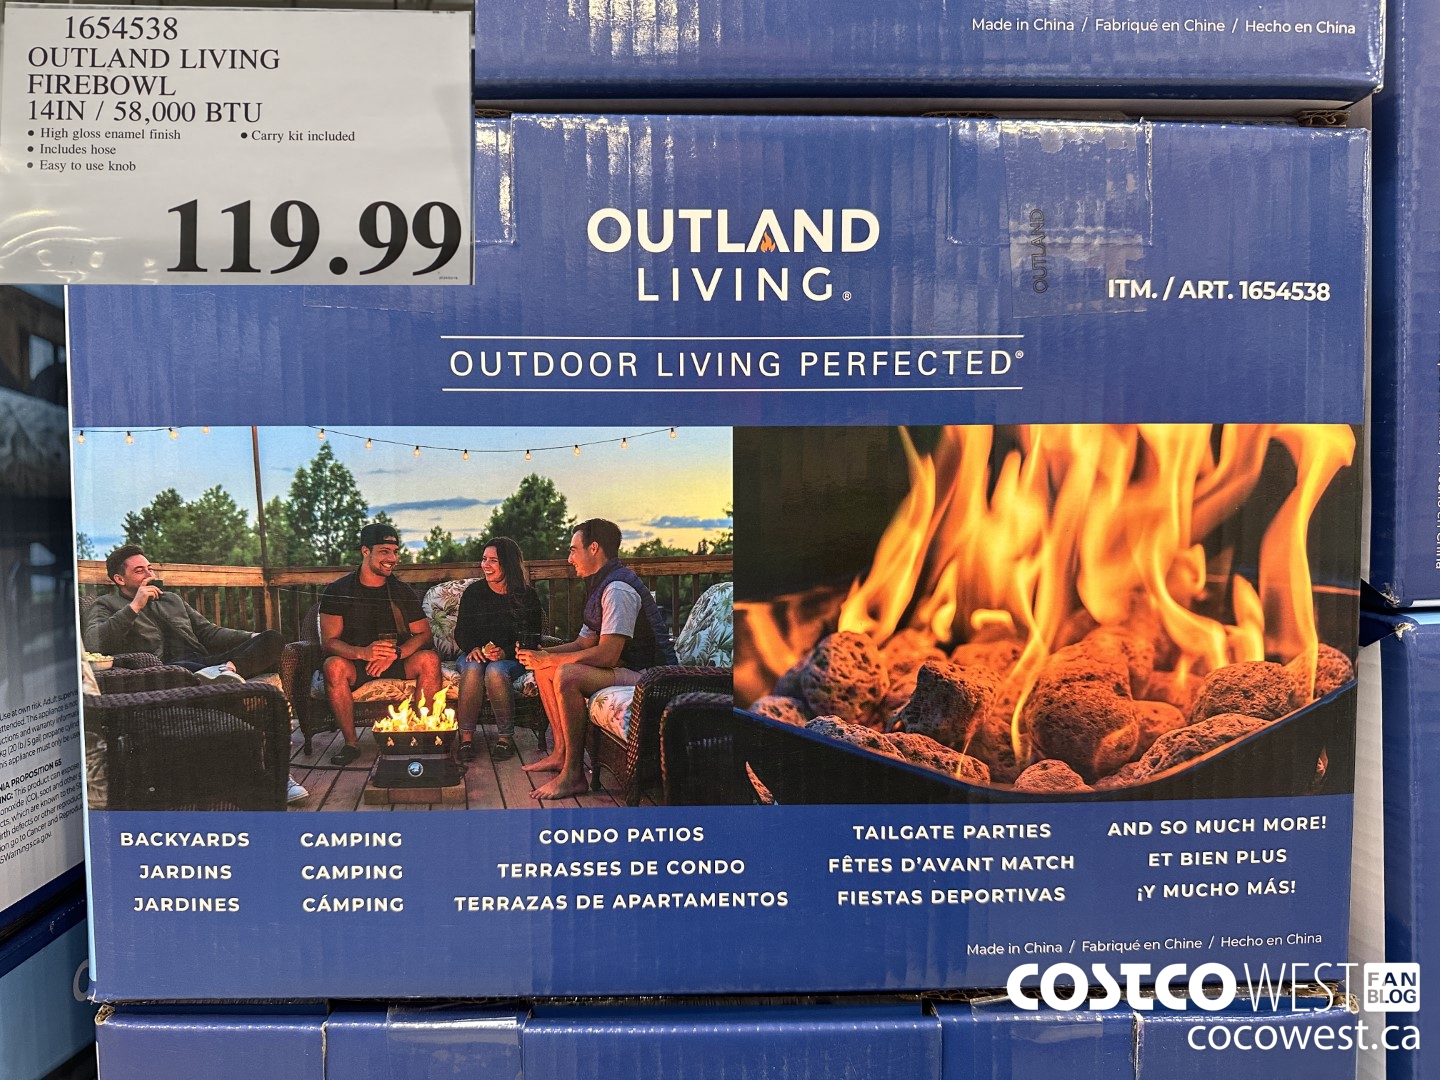 1654538
OUTLAND LIVING
FIREBOWL
14IN / 58,000 BTU
• High gloss enamel finish
• Carry kit included
• Includes hose
• Easy to use knob
119.99
Made in China / Fabriqué en Chine / Hecho en China
OUTLAND
LIVING®
OUTLAND
ITM. / ART. 1654538
OUTDOOR LIVING PERFECTED®
BACKYARDS
JARDINS
JARDINES
CAMPING
CAMPING
CÁMPING
CONDO PATIOS
TERRASSES DE CONDO
TERRAZAS DE APARTAMENTOS
TAILGATE PARTIES
FÊTES D'AVANT MATCH
FIESTAS DEPORTIVAS
AND SO MUCH MORE!
ET BIEN PLUS
¡Y MUCHO MÁS!
Made in China / Fabriqué en Chine / Hecho en China
COSTCO WEST FAN BLOG
cocowest.ca